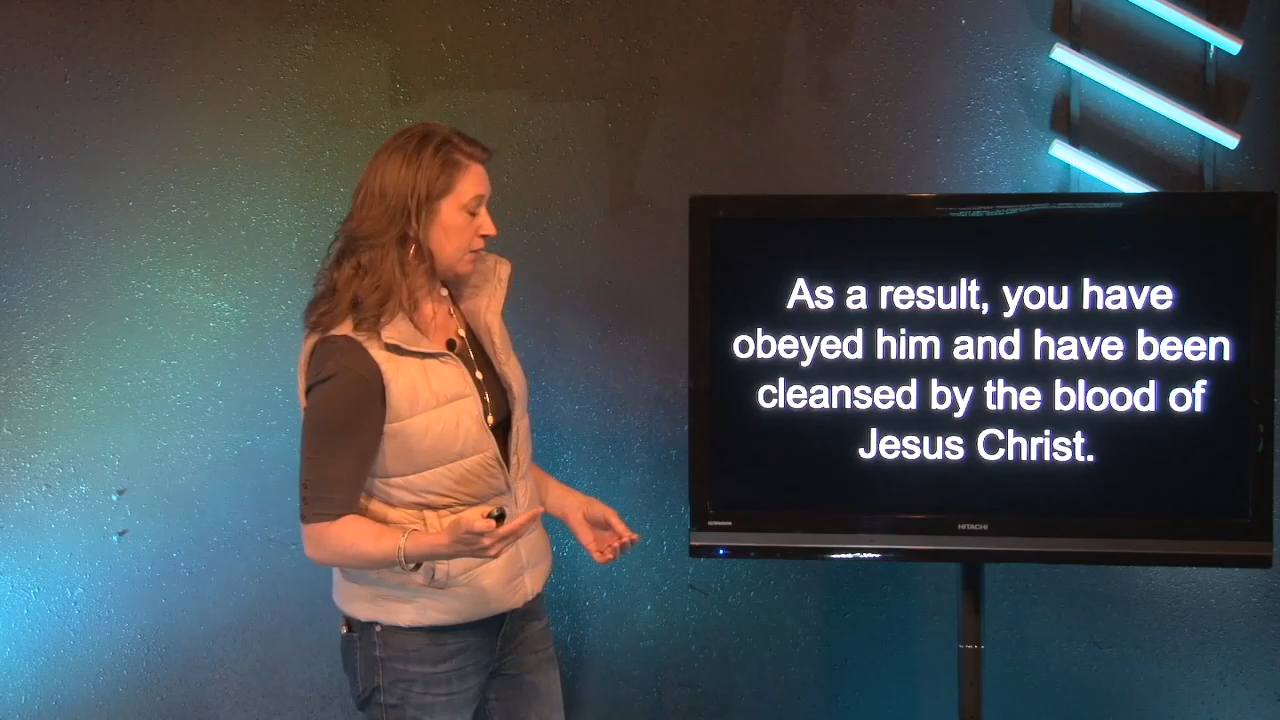 As a result, you have
obeyed him and have been
cleansed by the blood of
Jesus Christ.
HITACHI